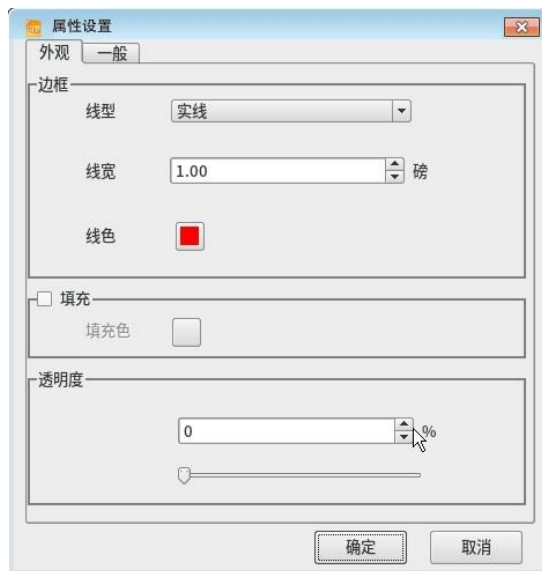 属性设置
外观 一般
边框
线型 实线
线宽 1.00 磅
线色
填充
填充色
透明度
0 %
确定 取消